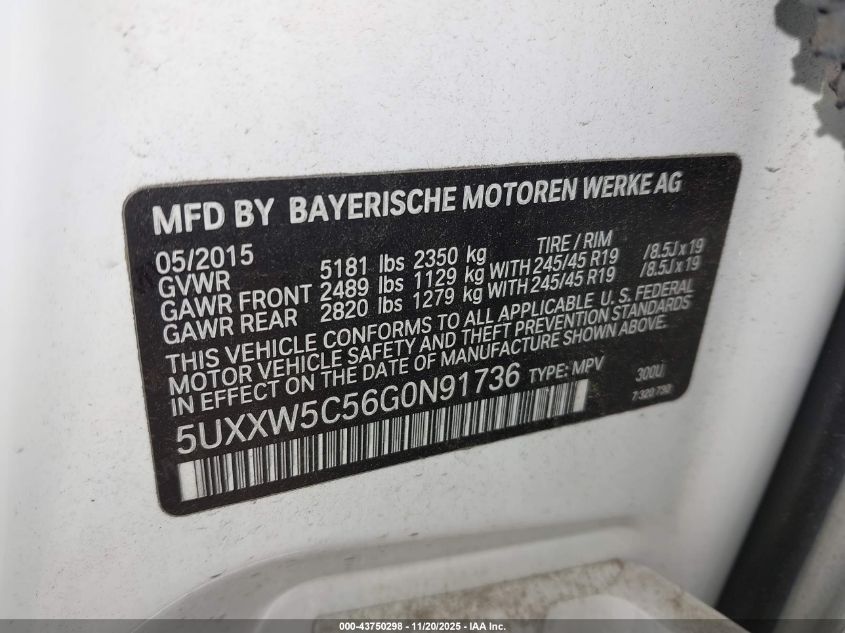 MFD BY BAYERISCHE MOTOREN WERKE AG
05/2015 TIRE / RIM
GVWR 5181 lbs 2350 kg
GAWR FRONT 2489 lbs 1129 kg WITH 245/45 R19 /8.5J x 19
GAWR REAR 2820 lbs 1279 kg WITH 245/45 R19 /8.5J x 19
THIS VEHICLE CONFORMS TO ALL APPLICABLE U.S. FEDERAL
MOTOR VEHICLE SAFETY AND THEFT PREVENTION STANDARDS
IN EFFECT ON THE DATE OF MANUFACTURE SHOWN ABOVE.
5UXXW5C56G0N91736 TYPE: MPV 300U
7 320 792
000-43750298 - 11/20/2025 - IAA Inc.